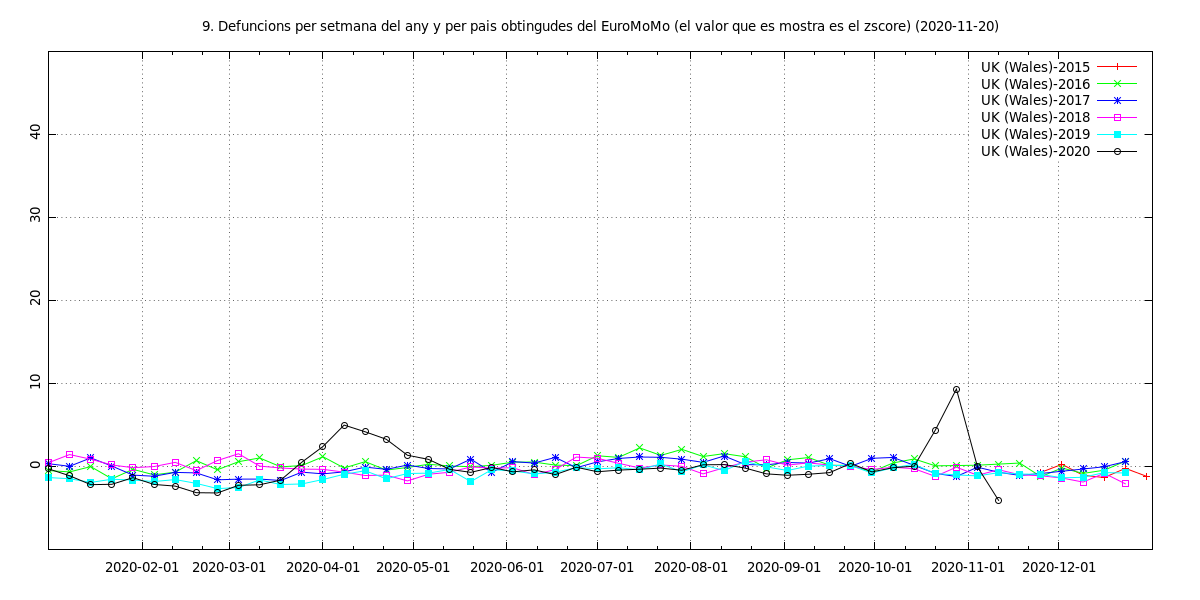 9. Defuncions per setmana del any y per pais obtingudes del EuroMoMo (el valor que es mostra es el zscore) (2020-11-20)
UK (Wales)-2015
UK (Wales)-2016
UK (Wales)-2017
UK (Wales)-2018
UK (Wales)-2019
UK (Wales)-2020
40
30
20
10
0
2020-02-01 2020-03-01 2020-04-01 2020-05-01 2020-06-01 2020-07-01 2020-08-01 2020-09-01 2020-10-01 2020-11-01 2020-12-01